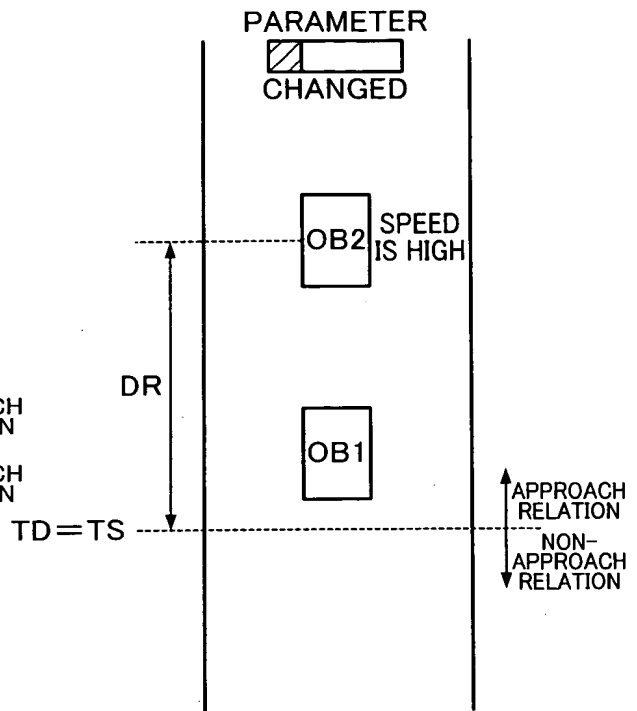 PARAMETER
CHANGED
OB2
SPEED
IS HIGH
DR
OB1
TD=TS
APPROACH
RELATION
NON-
APPROACH
RELATION